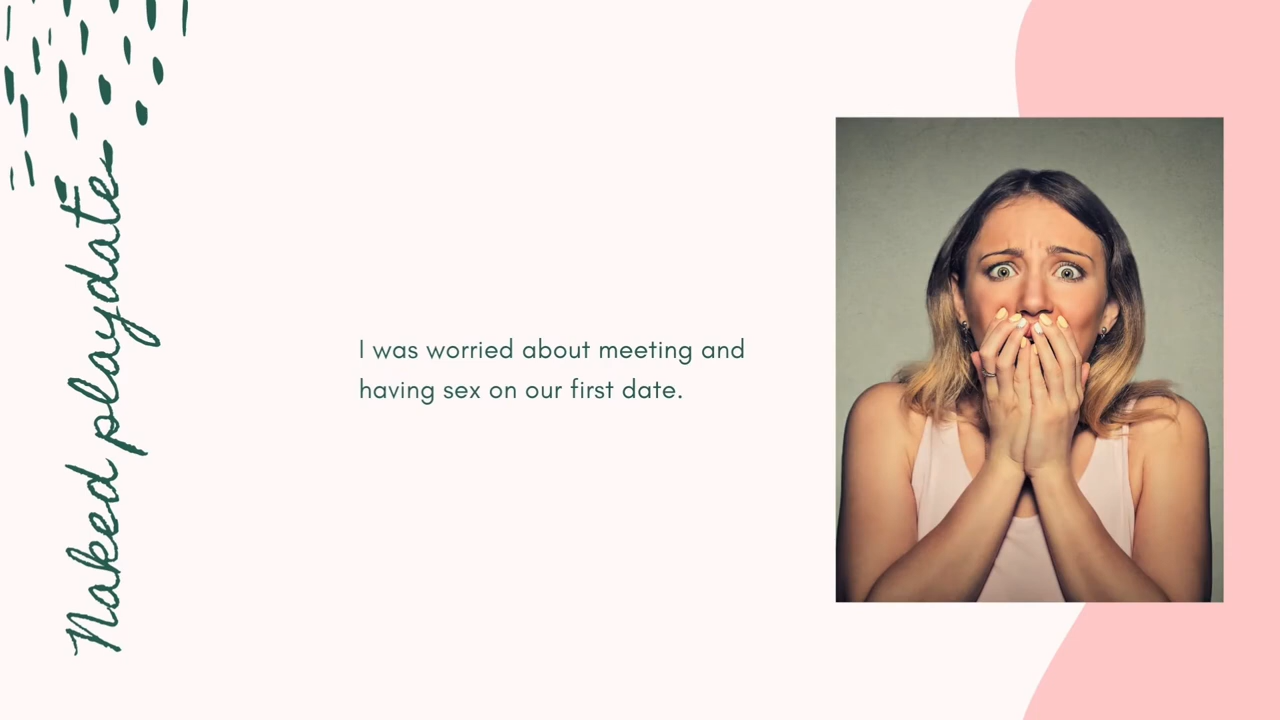 Naked playdate
I was worried about meeting and
having sex on our first date.